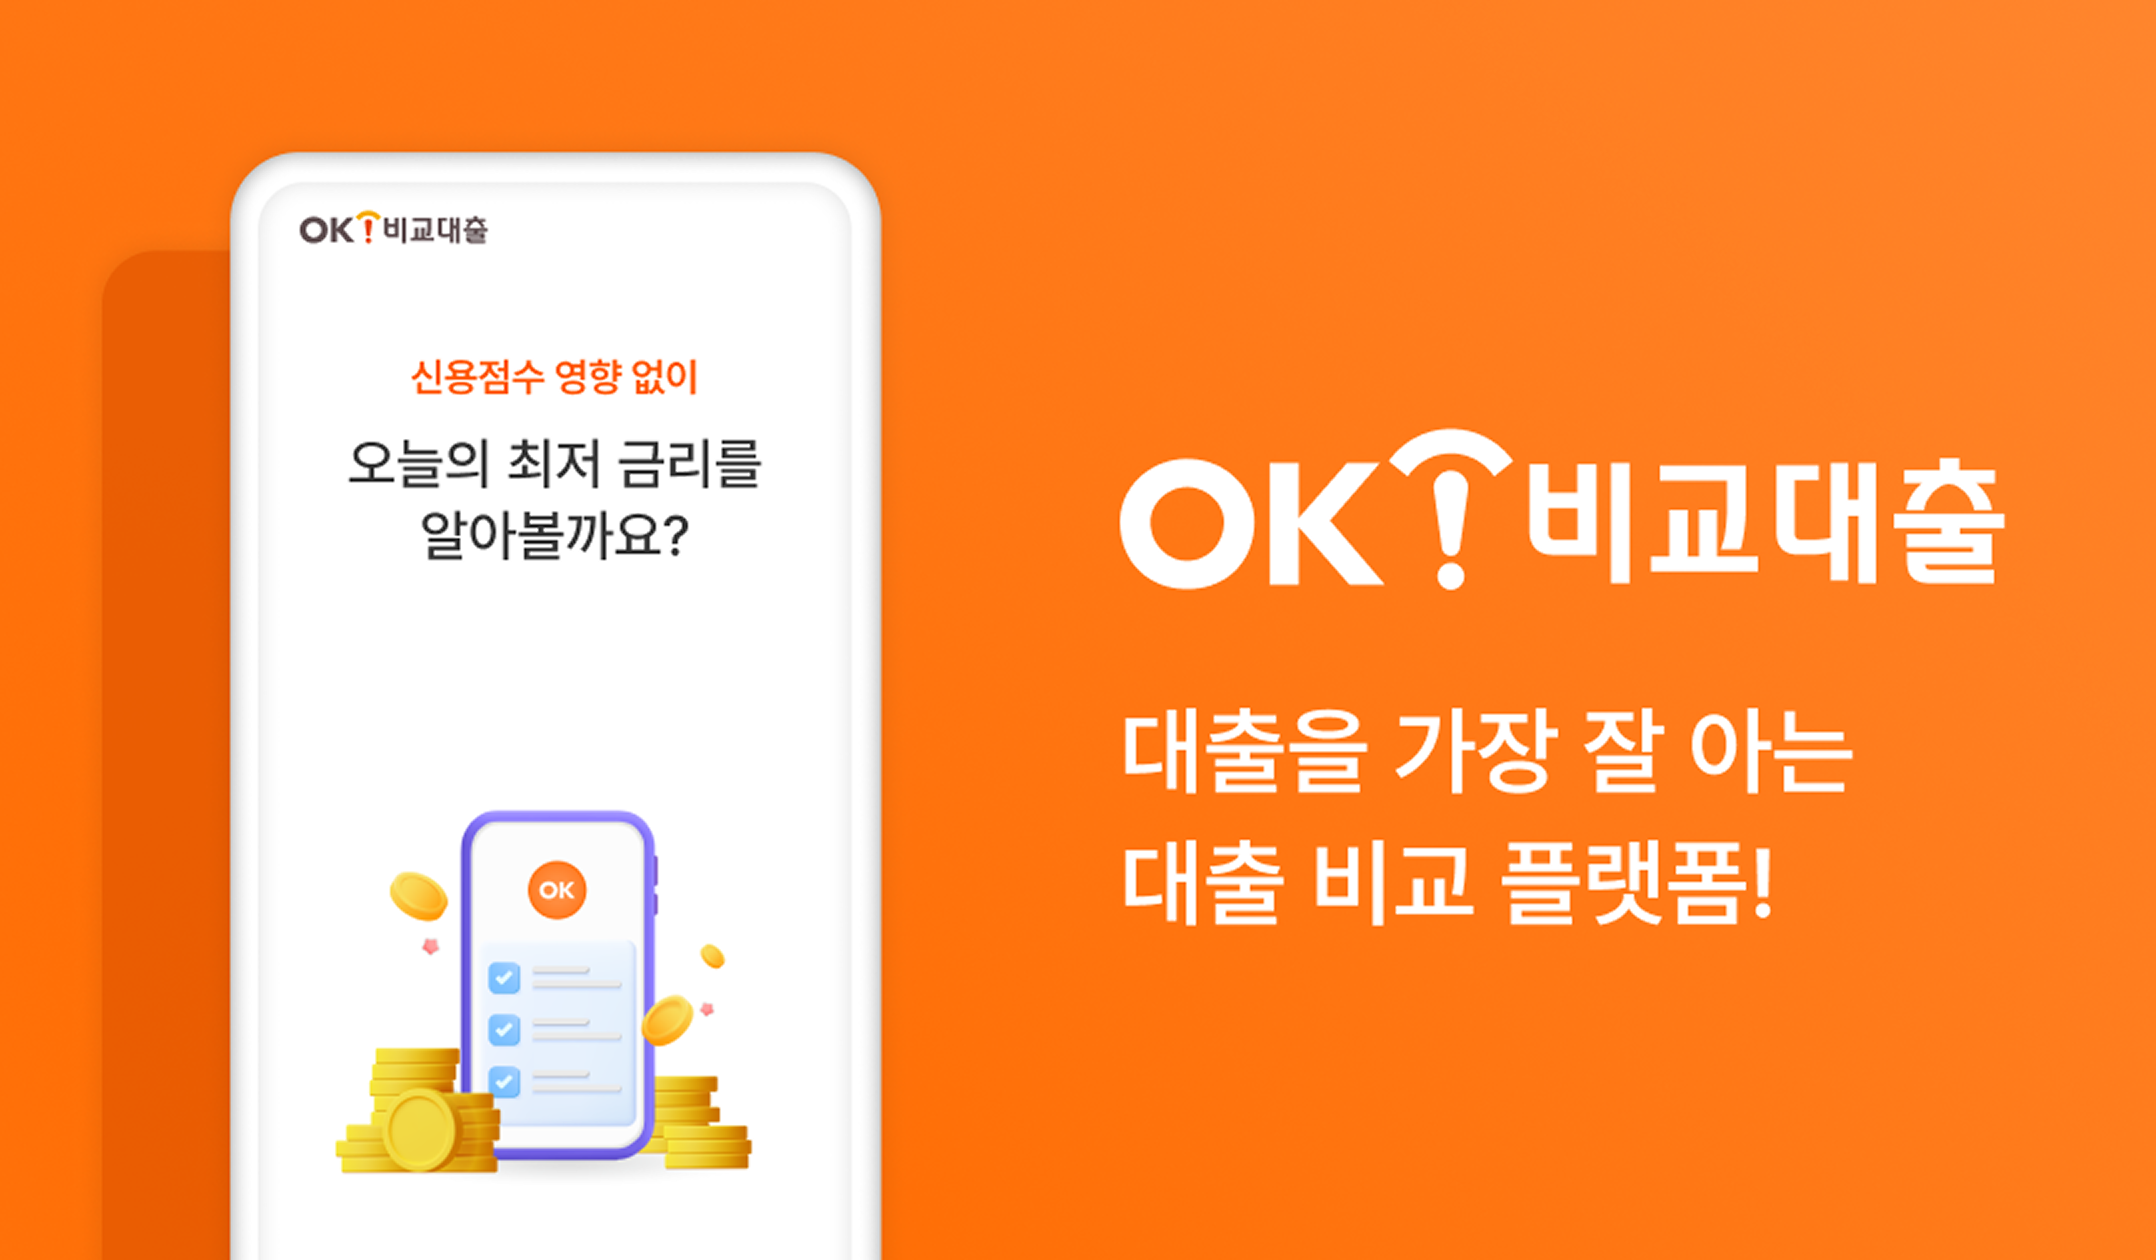 OK!비교대출
신용점수 영향 없이
오늘의 최저 금리를
알아볼까요?
OK
OK!비교대출
대출을 가장 잘 아는
대출 비교 플랫폼!